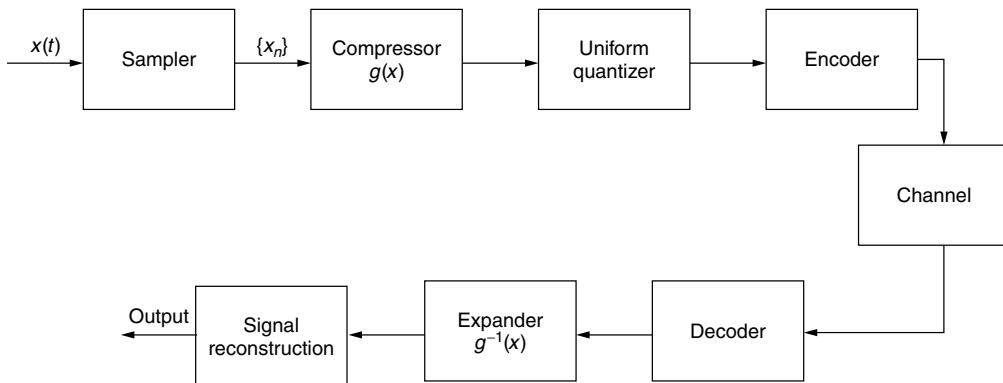 x(t)
Sampler
{xₙ}
Compressor
g(x)
Uniform
quantizer
Encoder
Channel
Decoder
Expander
g⁻¹(x)
Signal
reconstruction
Output